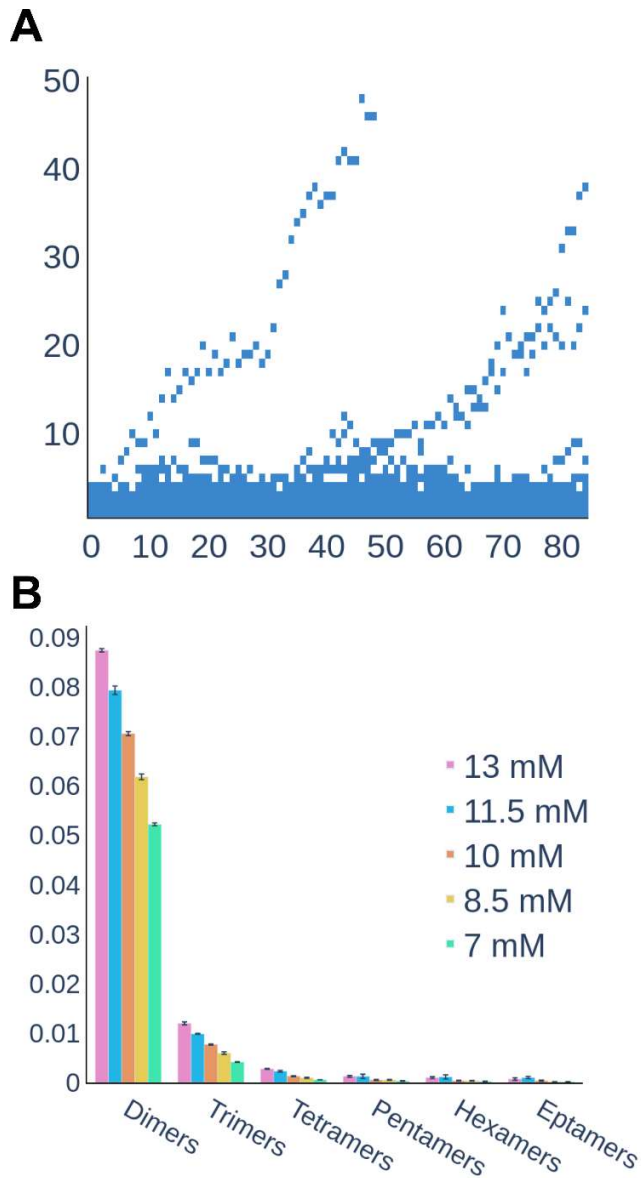 A
50
40
30
20
10
0 10 20 30 40 50 60 70 80
B
0.09
0.08
0.07
0.06
0.05
0.04
0.03
0.02
0.01
0
13 mM
11.5 mM
10 mM
8.5 mM
7 mM
Dimers Trimers Tetramers Pentamers Hexamers Eptamers